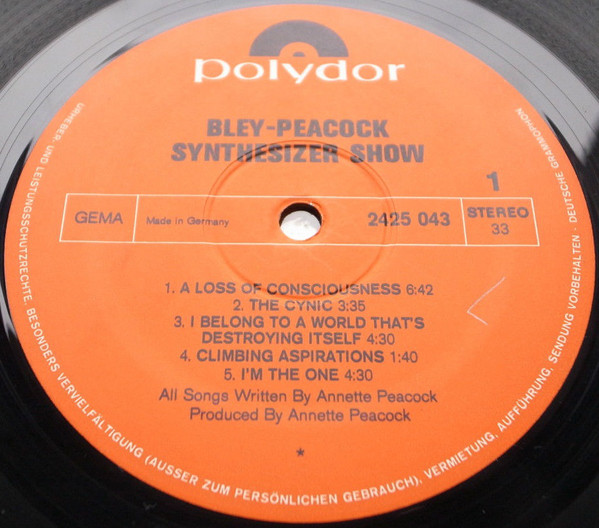 polydor
BLEY-PEACOCK
SYNTHESIZER SHOW
1
GEMA
Made in Germany
2425 043
STEREO
33
1. A LOSS OF CONSCIOUSNESS 6:42
2. THE CYNIC 3:35
3. I BELONG TO A WORLD THAT'S
DESTROYING ITSELF 4:30
4. CLIMBING ASPIRATIONS 1:40
5. I'M THE ONE 4:30
All Songs Written By Annette Peacock
Produced By Annette Peacock
*
URHEBER- UND LEISTUNGSSCHUTZRECHTE, BESONDERS VERVIELFÄLTIGUNG (AUSSER ZUM PERSÖNLICHEN GEBRAUCH), VERMIETUNG, AUFFÜHRUNG, SENDUNG VORBEHALTEN · DEUTSCHE GRAMMOPHON